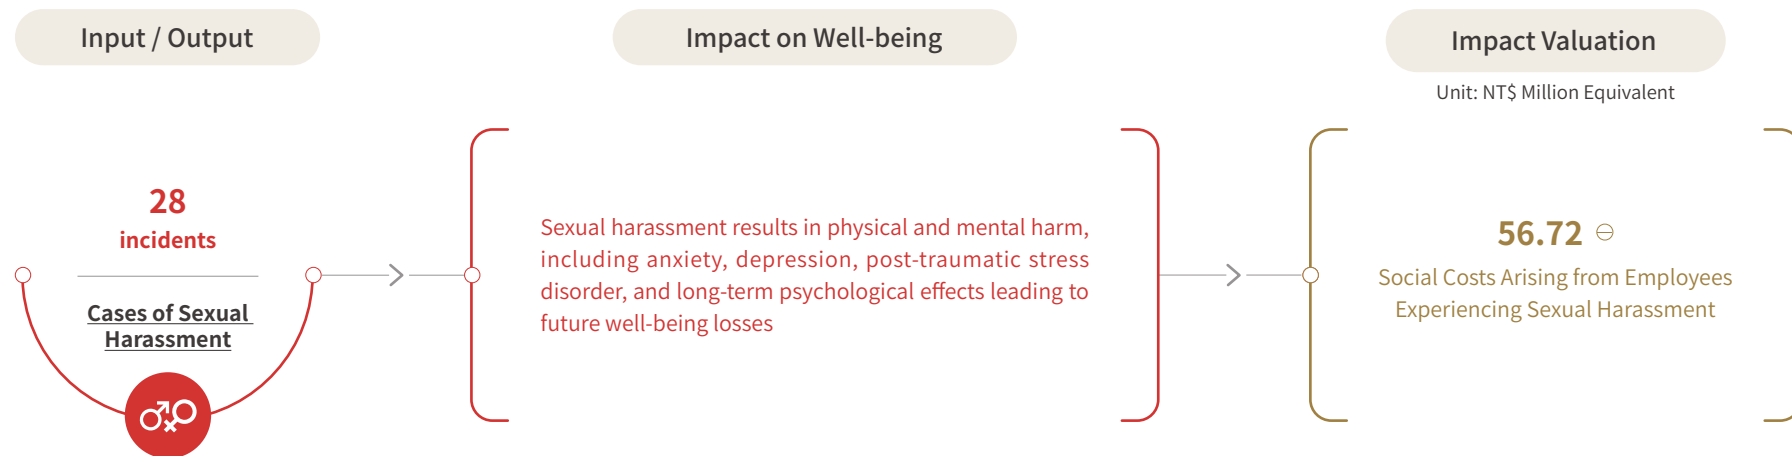 Input / Output
Impact on Well-being
Impact Valuation
Unit: NT$ Million Equivalent
28
incidents
Cases of Sexual
Harassment
Sexual harassment results in physical and mental harm,
including anxiety, depression, post-traumatic stress
disorder, and long-term psychological effects leading to
future well-being losses
56.72 ⊖
Social Costs Arising from Employees
Experiencing Sexual Harassment